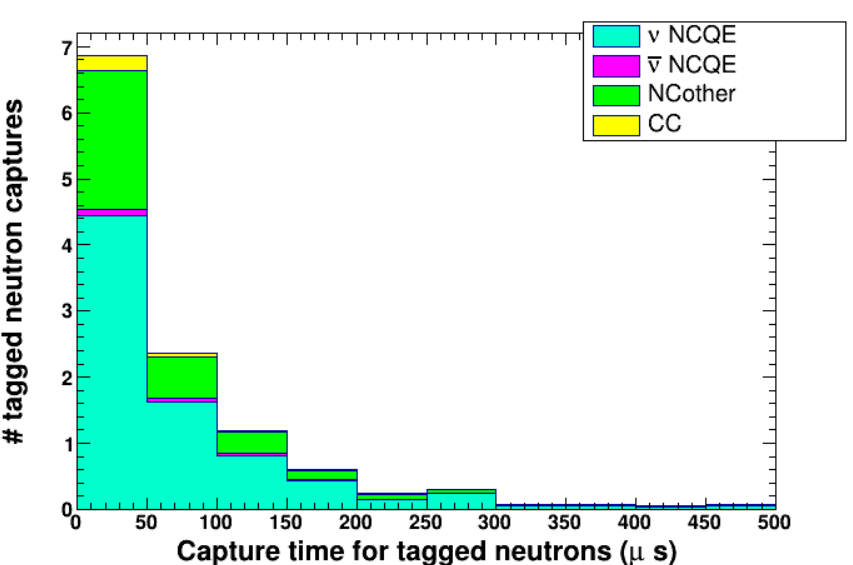 ν NCQE
ν̅ NCQE
NCother
CC
7
6
5
4
3
2
1
0
# tagged neutron captures
0 50 100 150 200 250 300 350 400 450 500
Capture time for tagged neutrons (μ s)